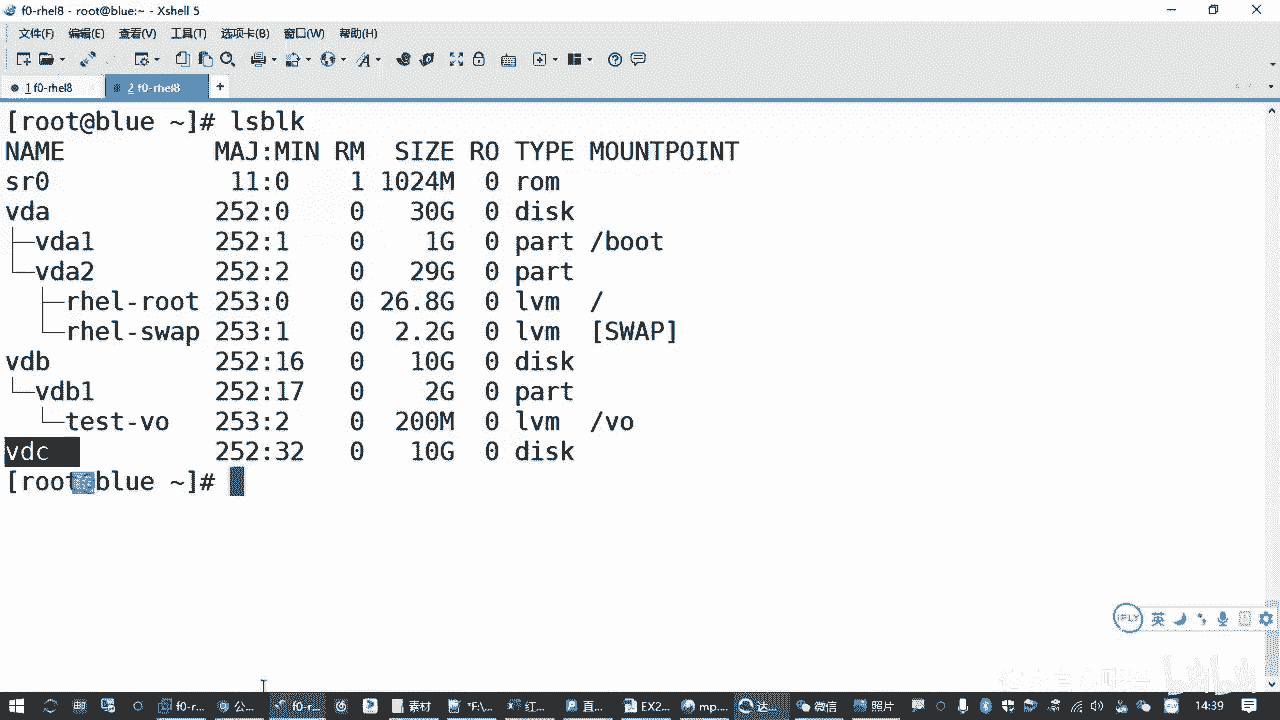 f0-rhel8 - root@blue:~ - Xshell 5
文件(F) 编辑(E) 查看(V) 工具(T) 选项卡(B) 窗口(W) 帮助(H)
1 f0-rhel8 2 f0-rhel8 +
[root@blue ~]# lsblk
NAME MAJ:MIN RM SIZE RO TYPE MOUNTPOINT
sr0 11:0 1 1024M 0 rom
vda 252:0 0 30G 0 disk
├─vda1 252:1 0 1G 0 part /boot
└─vda2 252:2 0 29G 0 part
├─rhel-root 253:0 0 26.8G 0 lvm /
└─rhel-swap 253:1 0 2.2G 0 lvm [SWAP]
vdb 252:16 0 10G 0 disk
└─vdb1 252:17 0 2G 0 part
└─test-vo 253:2 0 200M 0 lvm /vo
vdc 252:32 0 10G 0 disk
[root@blue ~]#
iFLY 英
f0-r... 公... f0-r... 素材 *F:\... 红... 直... EX2... mp... 达... 微信 照片 14:39